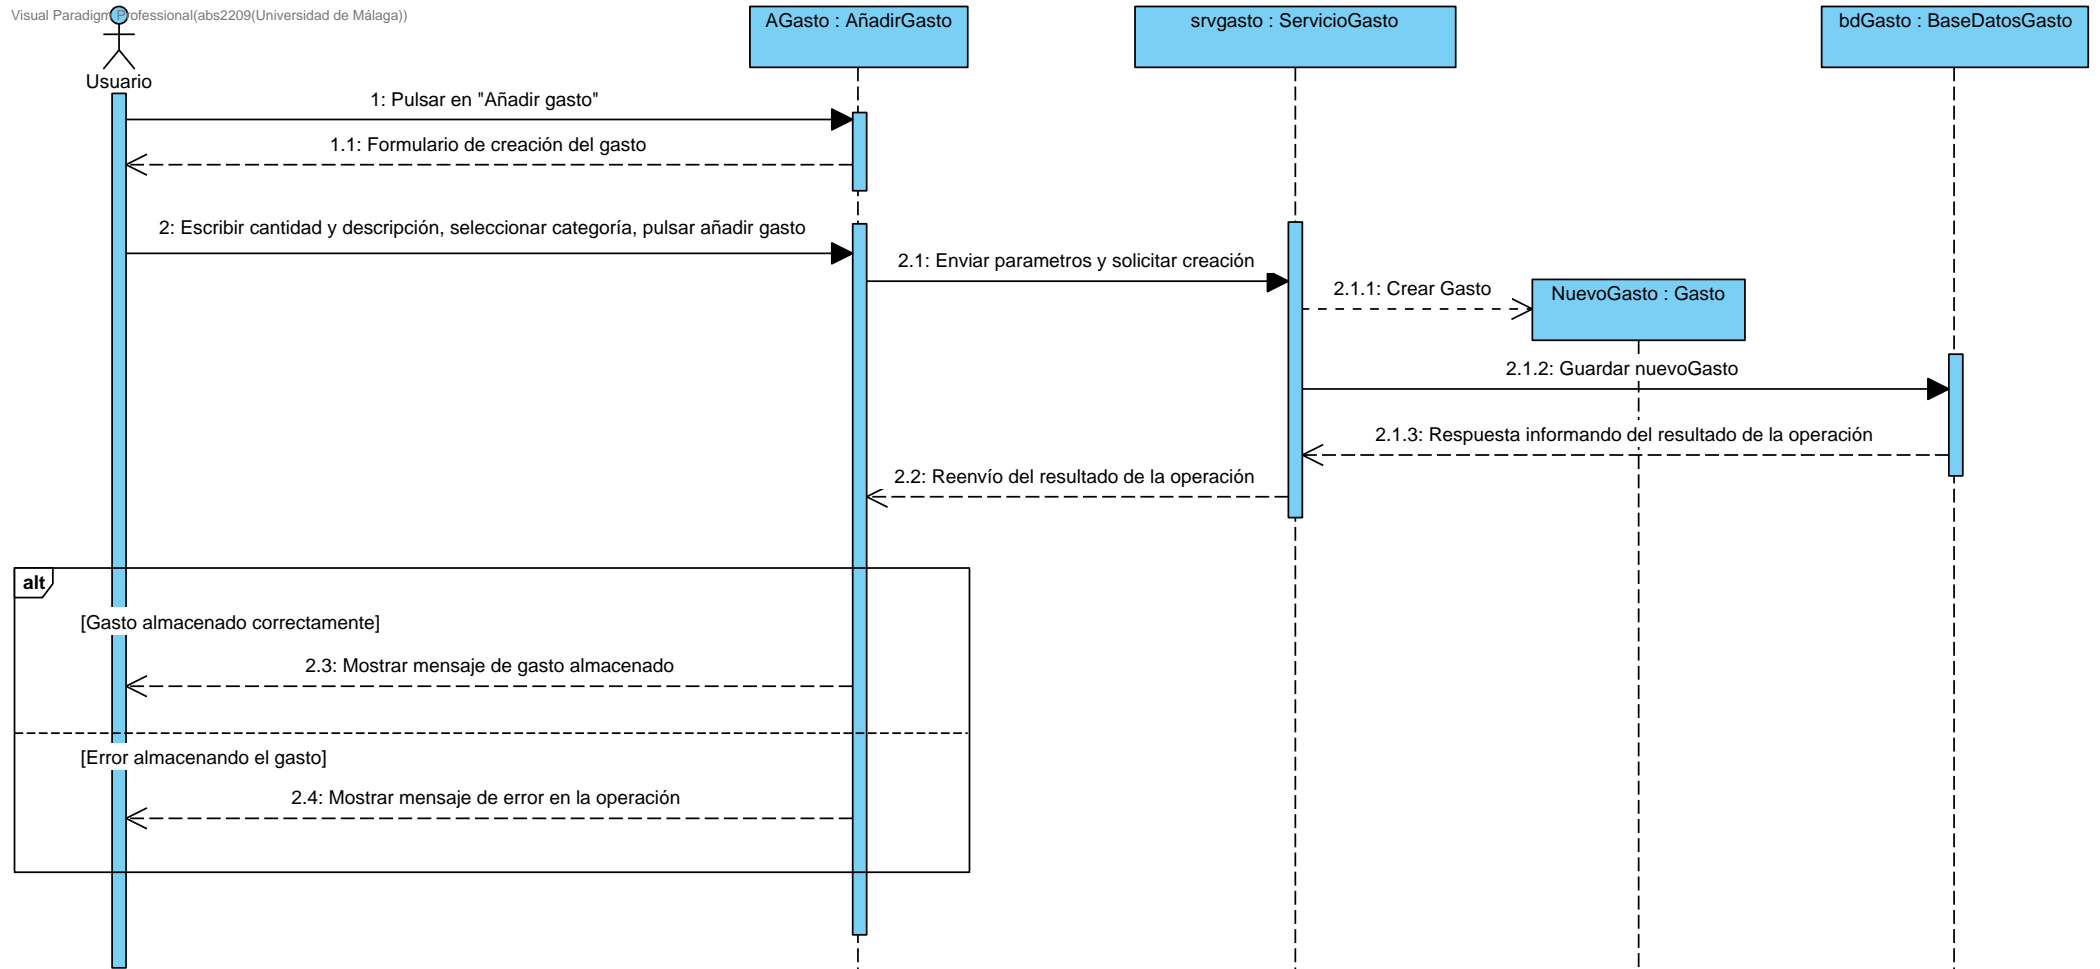 Visual Paradigm Professional(abs2209(Universidad de Málaga))
Usuario
AGasto : AñadirGasto
srvgasto : ServicioGasto
bdGasto : BaseDatosGasto
1: Pulsar en "Añadir gasto"
1.1: Formulario de creación del gasto
2: Escribir cantidad y descripción, seleccionar categoría, pulsar añadir gasto
2.1: Enviar parametros y solicitar creación
2.1.1: Crear Gasto
NuevoGasto : Gasto
2.1.2: Guardar nuevoGasto
2.1.3: Respuesta informando del resultado de la operación
2.2: Reenvío del resultado de la operación
alt
[Gasto almacenado correctamente]
2.3: Mostrar mensaje de gasto almacenado
[Error almacenando el gasto]
2.4: Mostrar mensaje de error en la operación